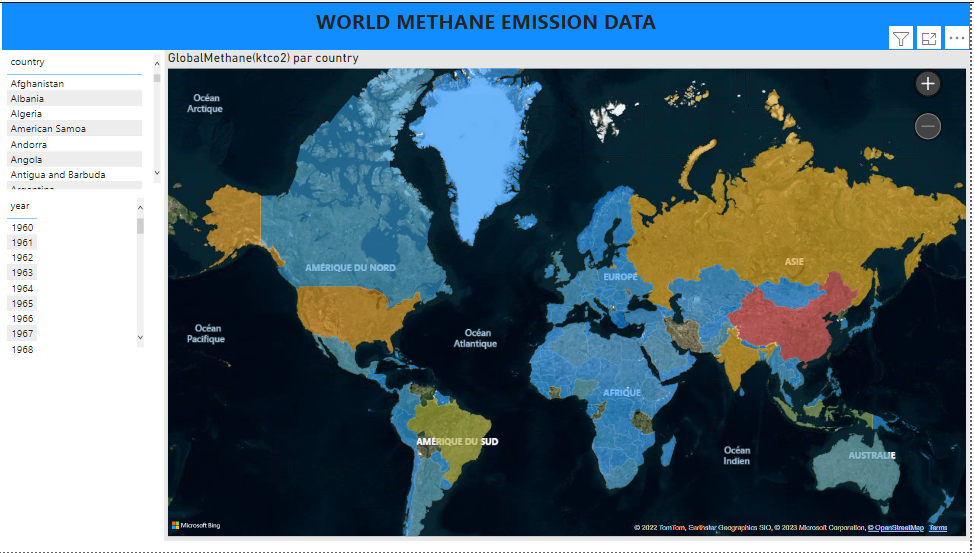 WORLD METHANE EMISSION DATA
country
Afghanistan
Albania
Algeria
American Samoa
Andorra
Angola
Antigua and Barbuda
Argentina
year
1960
1961
1962
1963
1964
1965
1966
1967
1968
GlobalMethane(ktco2) par country
Océan
Arctique
AMÉRIQUE DU NORD
EUROPE
ASIE
Océan
Pacifique
Océan
Atlantique
AFRIQUE
AMÉRIQUE DU SUD
Océan
Indien
AUSTRALIE
Microsoft Bing
© 2022 TomTom, Earthstar Geographics SIO, © 2023 Microsoft Corporation, © OpenStreetMap Terms